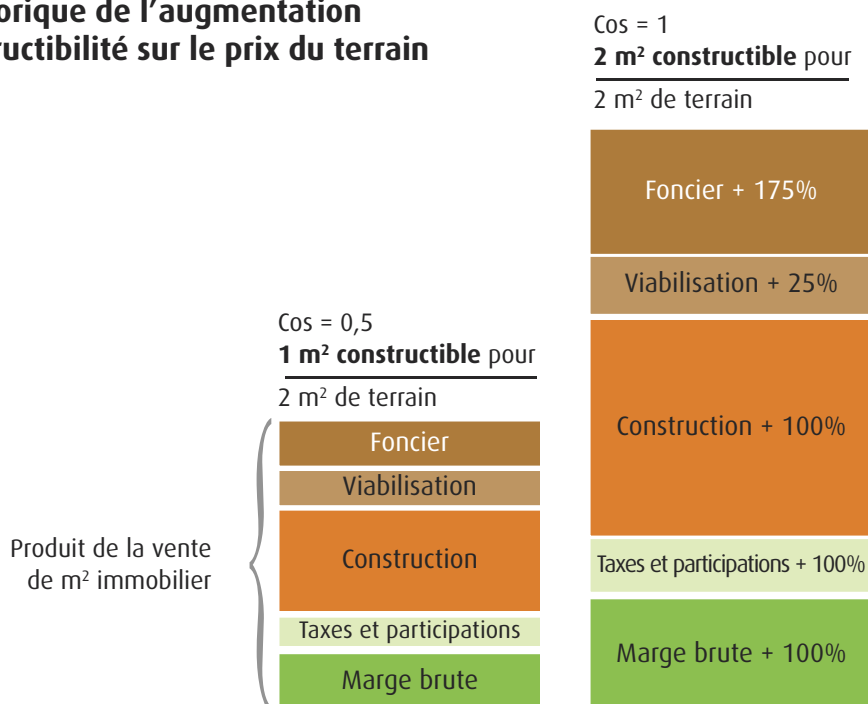 orique de l’augmentation
ructibilité sur le prix du terrain
Cos = 1
2 m² constructible pour
2 m² de terrain
Foncier + 175%
Viabilisation + 25%
Construction + 100%
Taxes et participations + 100%
Marge brute + 100%
Cos = 0,5
1 m² constructible pour
2 m² de terrain
Foncier
Viabilisation
Construction
Taxes et participations
Marge brute
Produit de la vente
de m² immobilier